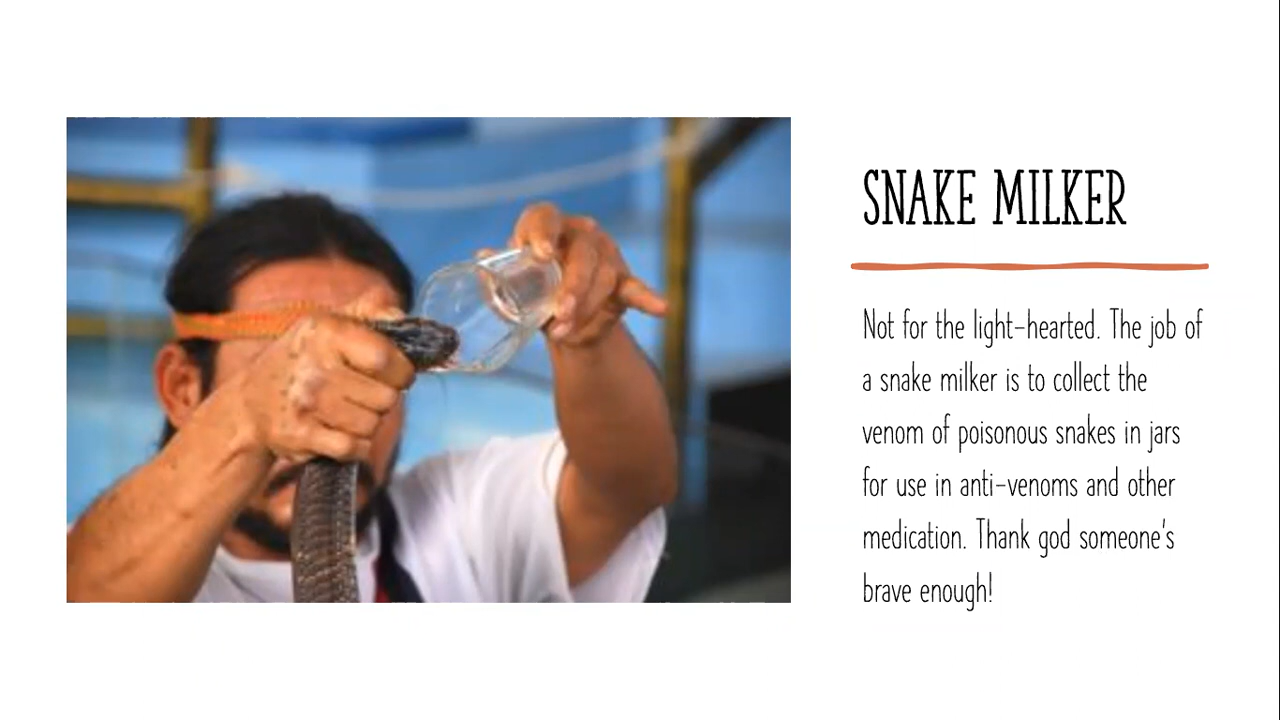 SNAKE MILKER
Not for the light-hearted. The job of
a snake milker is to collect the
venom of poisonous snakes in jars
for use in anti-venoms and other
medication. Thank god someone's
brave enough!